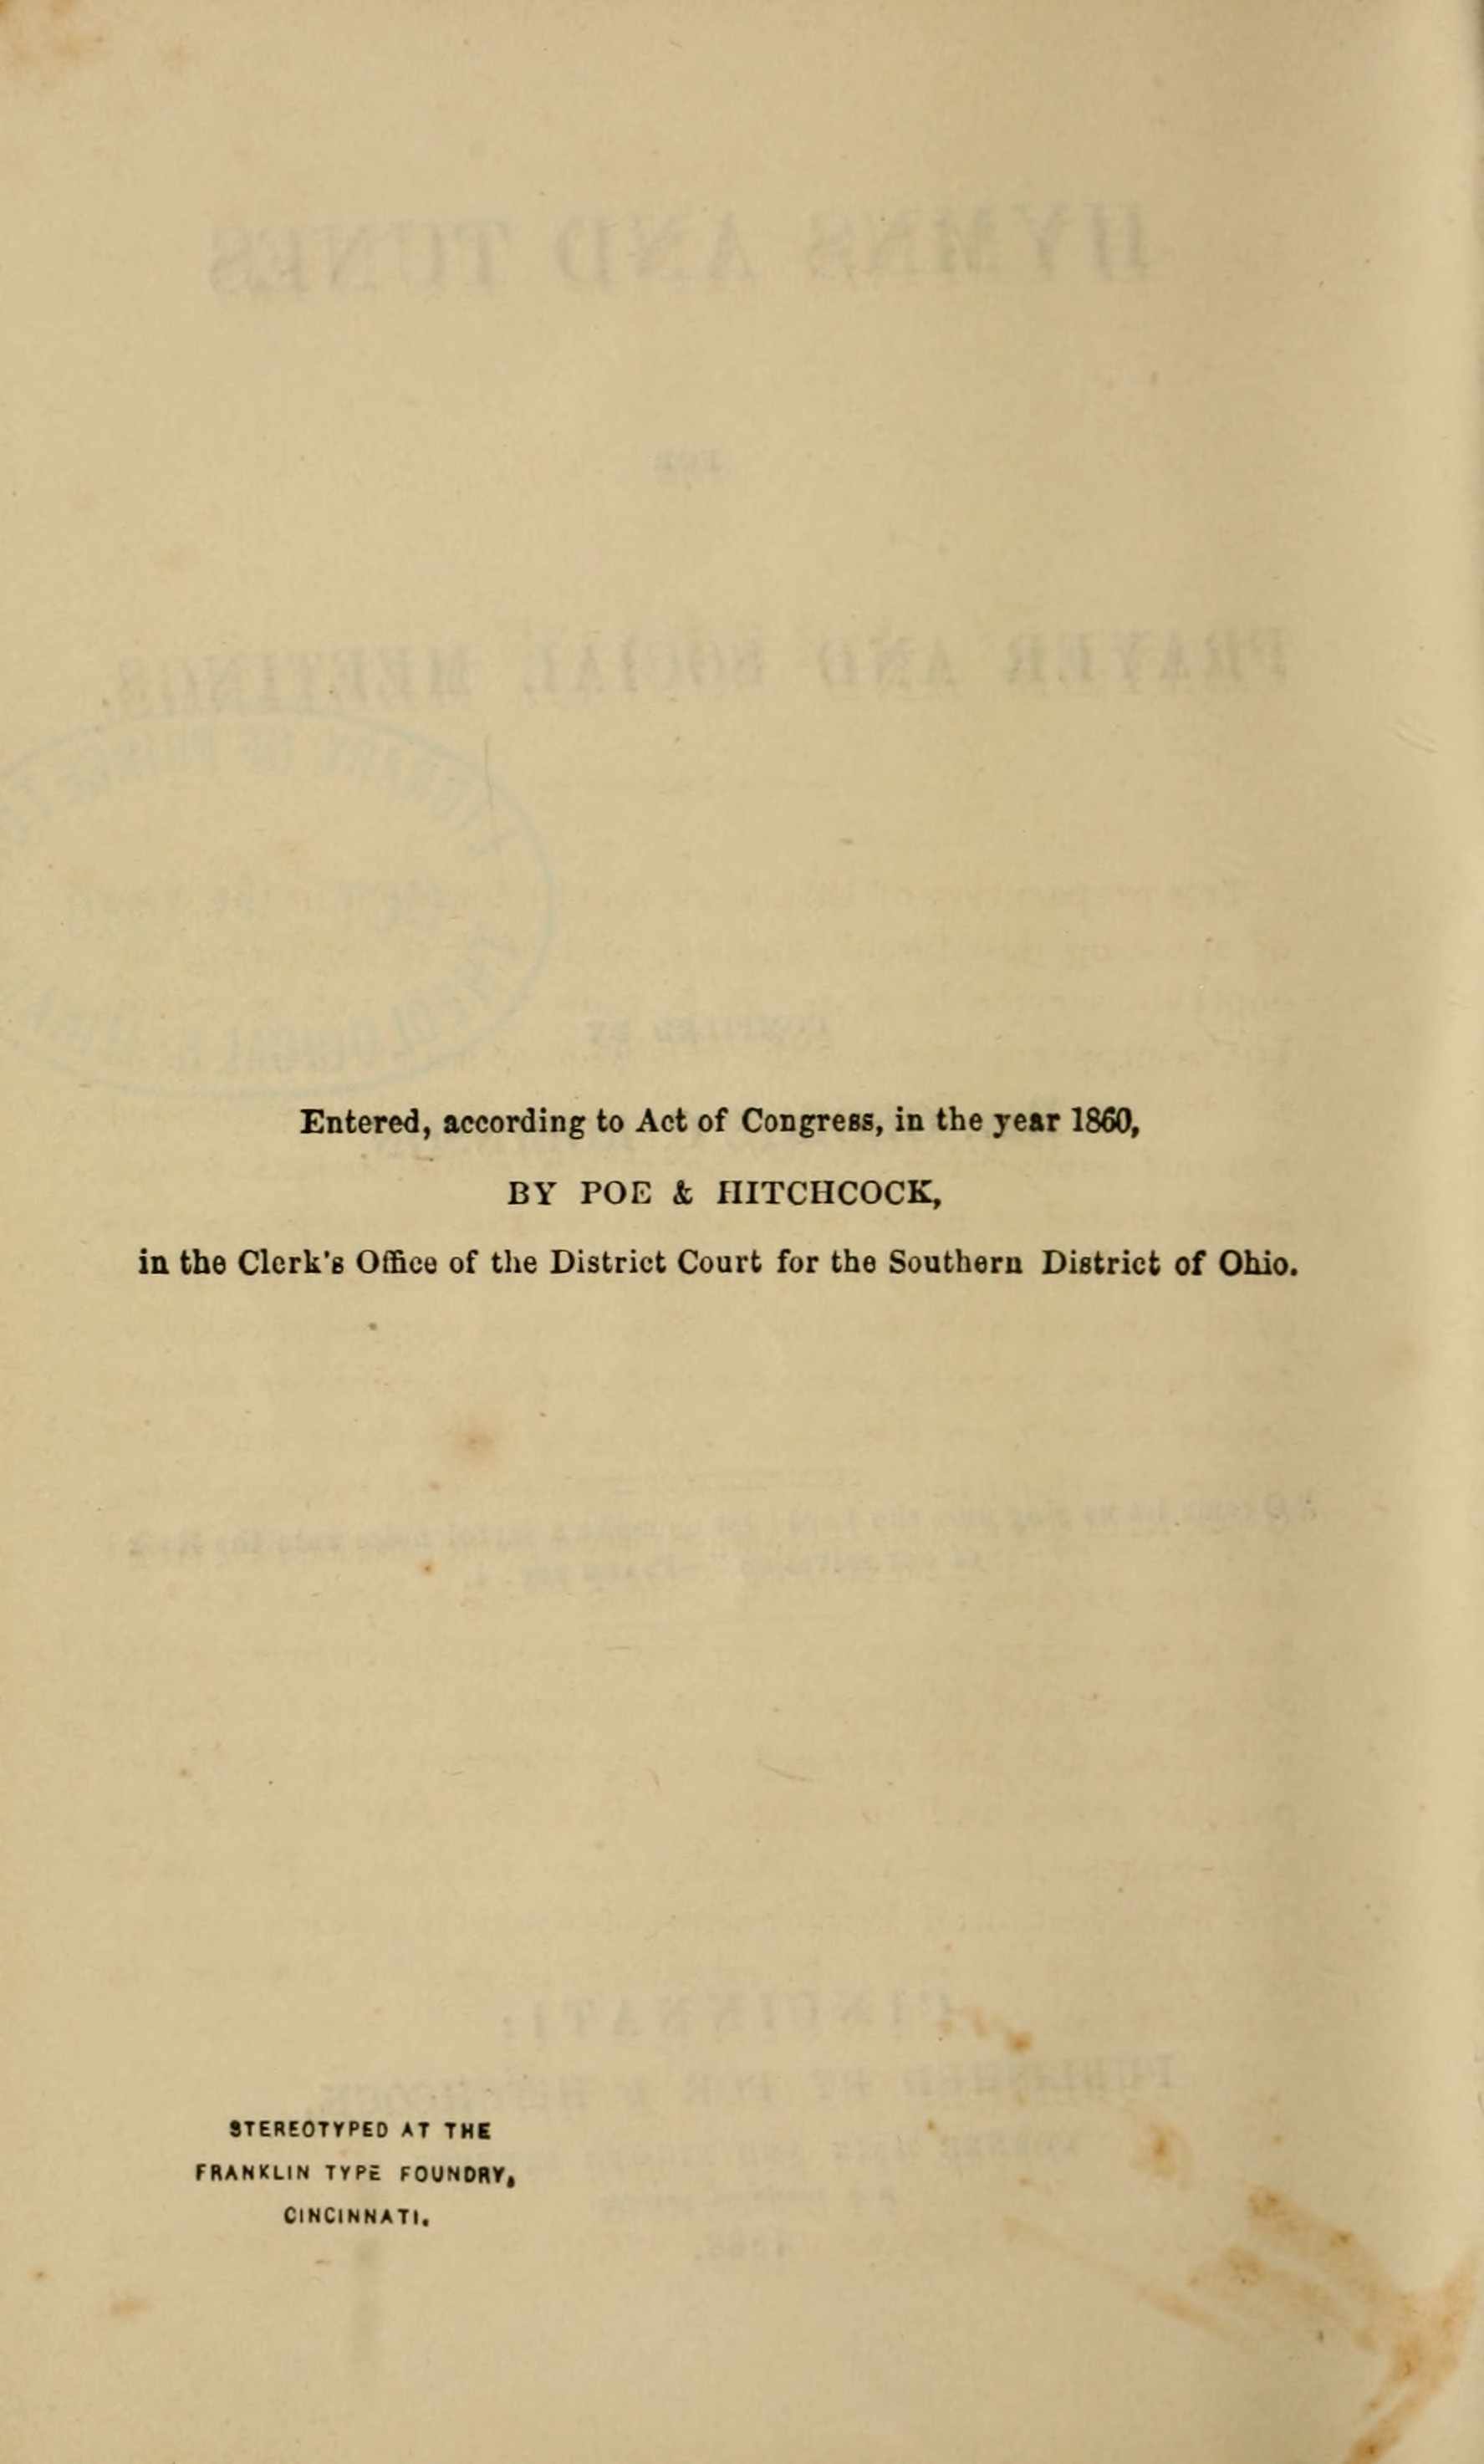 Entered, according to Act of Congress, in the year 1860,
BY POE & HITCHCOCK,
in the Clerk's Office of the District Court for the Southern District of Ohio.
STEREOTYPED AT THE
FRANKLIN TYPE FOUNDRY,
CINCINNATI.